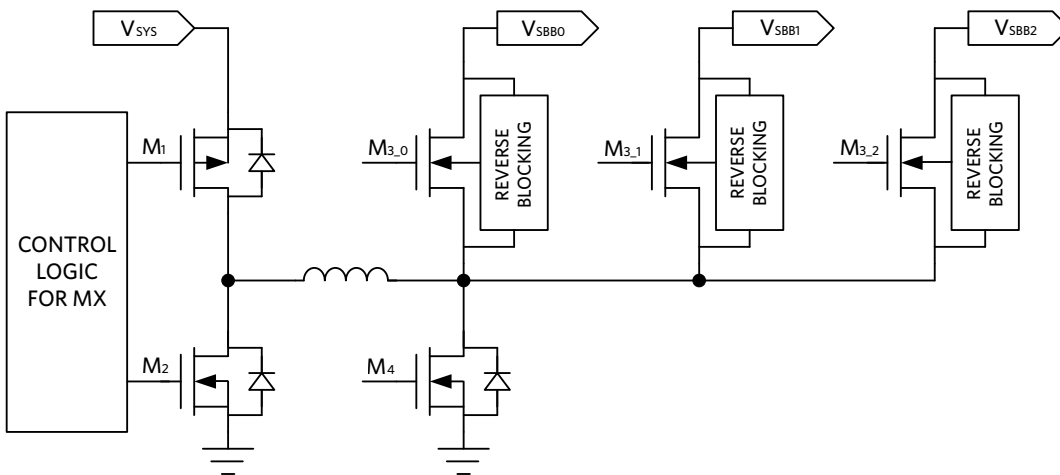 VSYS
VSBB0
VSBB1
VSBB2
M1
M3_0
REVERSE
BLOCKING
M3_1
REVERSE
BLOCKING
M3_2
REVERSE
BLOCKING
CONTROL
LOGIC
FOR MX
M2
M4